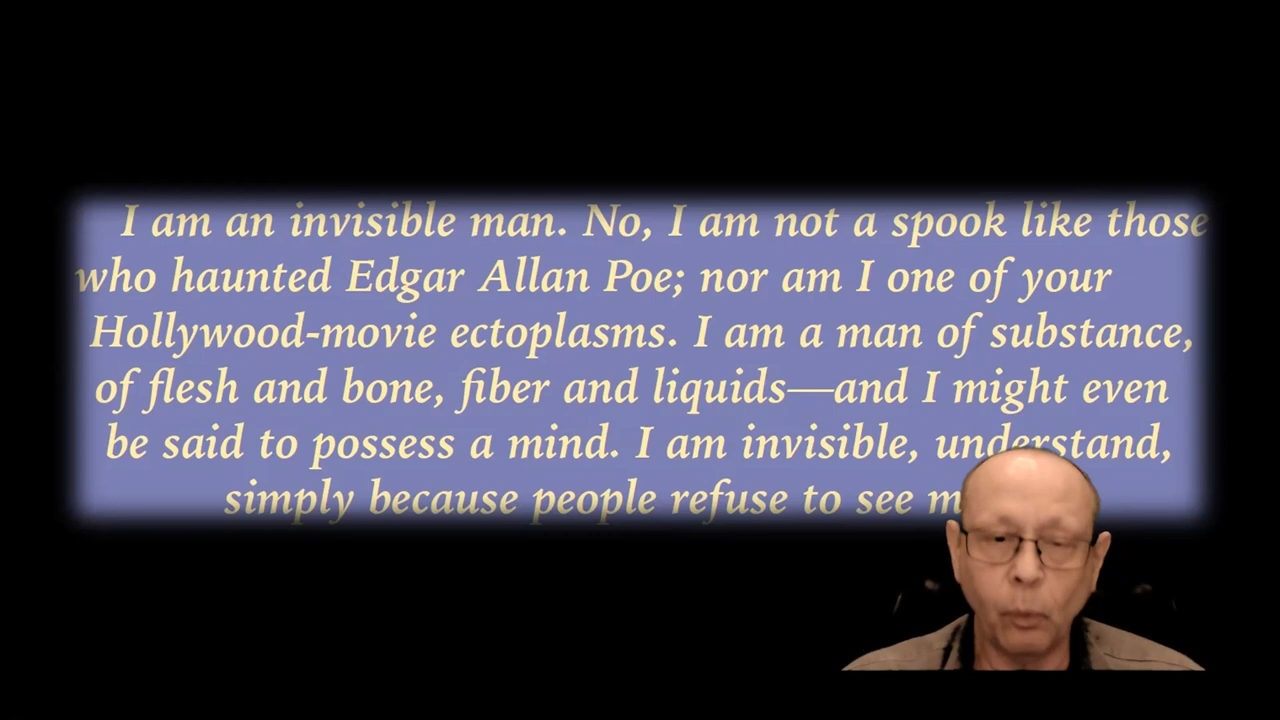 I am an invisible man. No, I am not a spook like those
who haunted Edgar Allan Poe; nor am I one of your
Hollywood-movie ectoplasms. I am a man of substance,
of flesh and bone, fiber and liquids—and I might even
be said to possess a mind. I am invisible, understand,
simply because people refuse to see